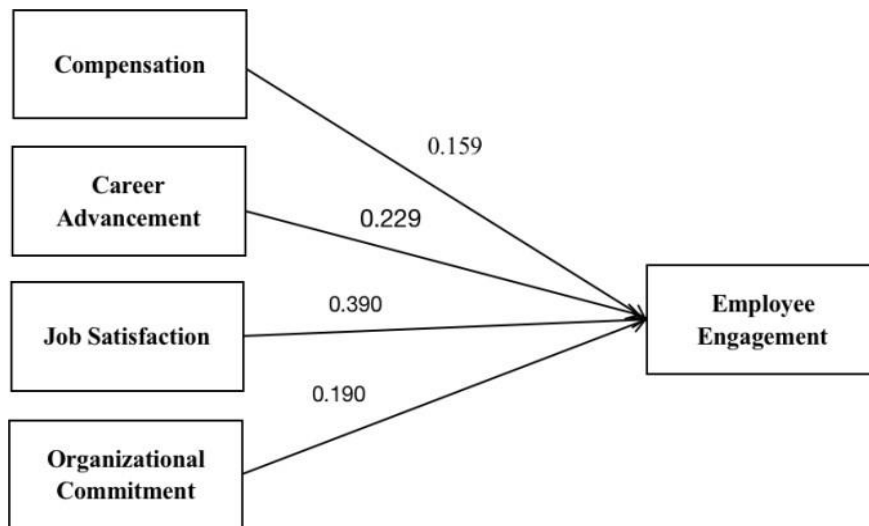 Compensation
0.159
Career
Advancement
0.229
Job Satisfaction
0.390
Employee
Engagement
0.190
Organizational
Commitment